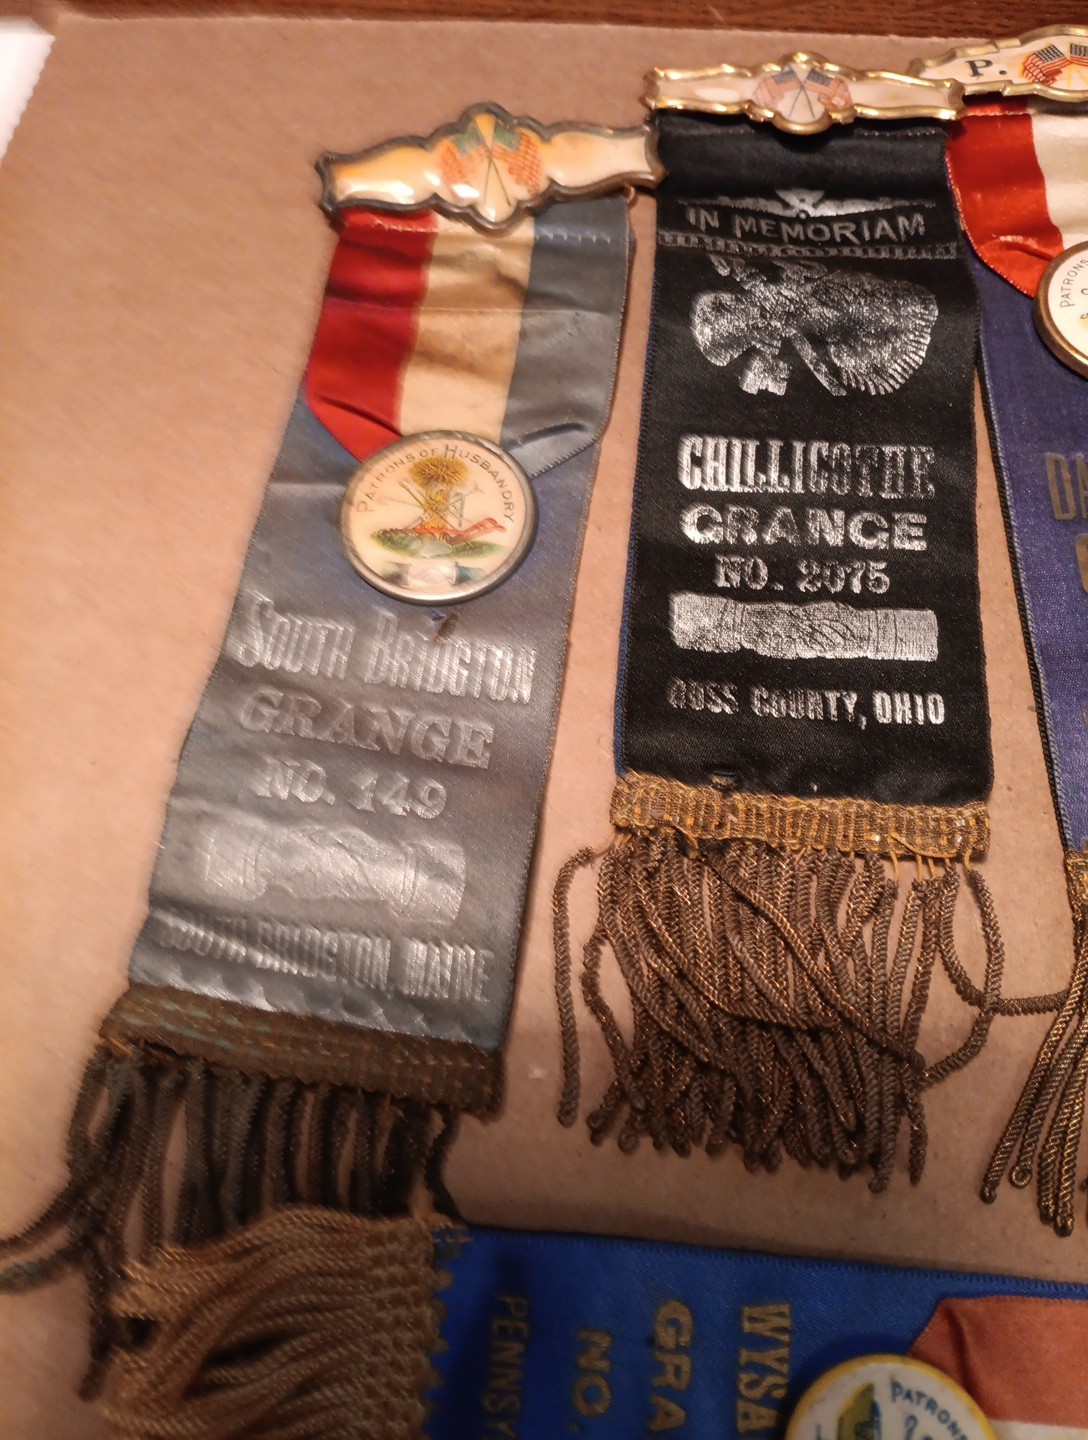 PATRONS OF HUSBANDRY
SOUTH BRIDGTON
GRANGE
NO. 149
SOUTH BRIDGTON, MAINE
IN MEMORIAM
CHILLICOTHE
GRANGE
NO. 2075
ROSS COUNTY, OHIO
P.
PATRONS
WYSA
GRA
NO.
PENNSY
PATRONS